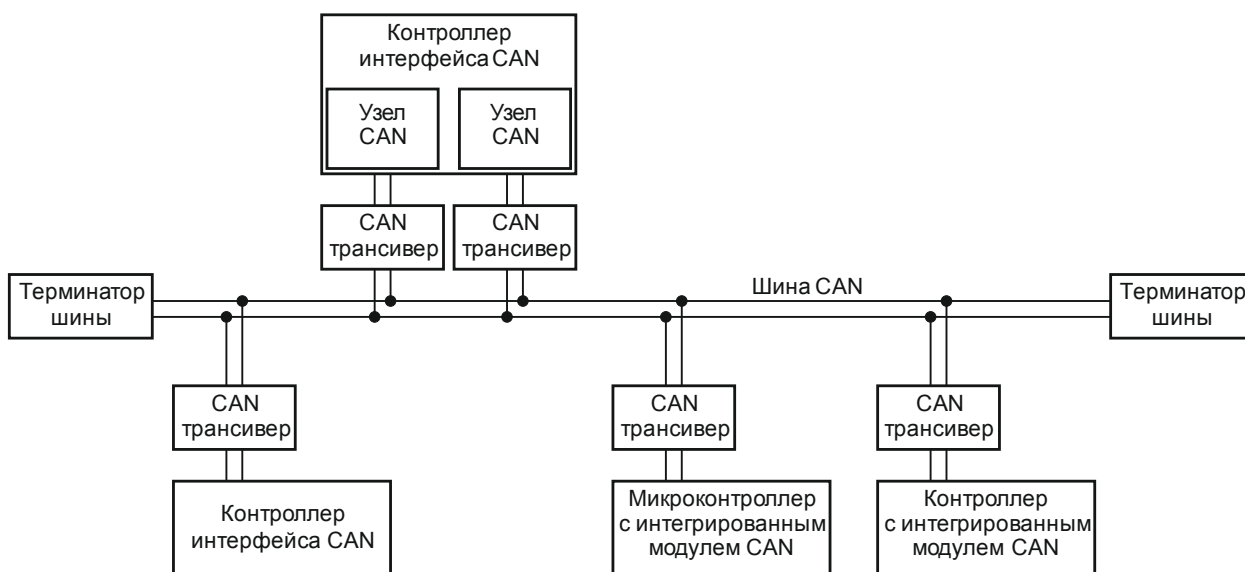 Контроллер
интерфейса CAN
Узел
CAN
Узел
CAN
CAN
трансивер
CAN
трансивер
Терминатор
шины
Шина CAN
Терминатор
шины
CAN
трансивер
CAN
трансивер
CAN
трансивер
Контроллер
интерфейса CAN
Микроконтроллер
с интегрированным
модулем CAN
Контроллер
с интегрированным
модулем CAN